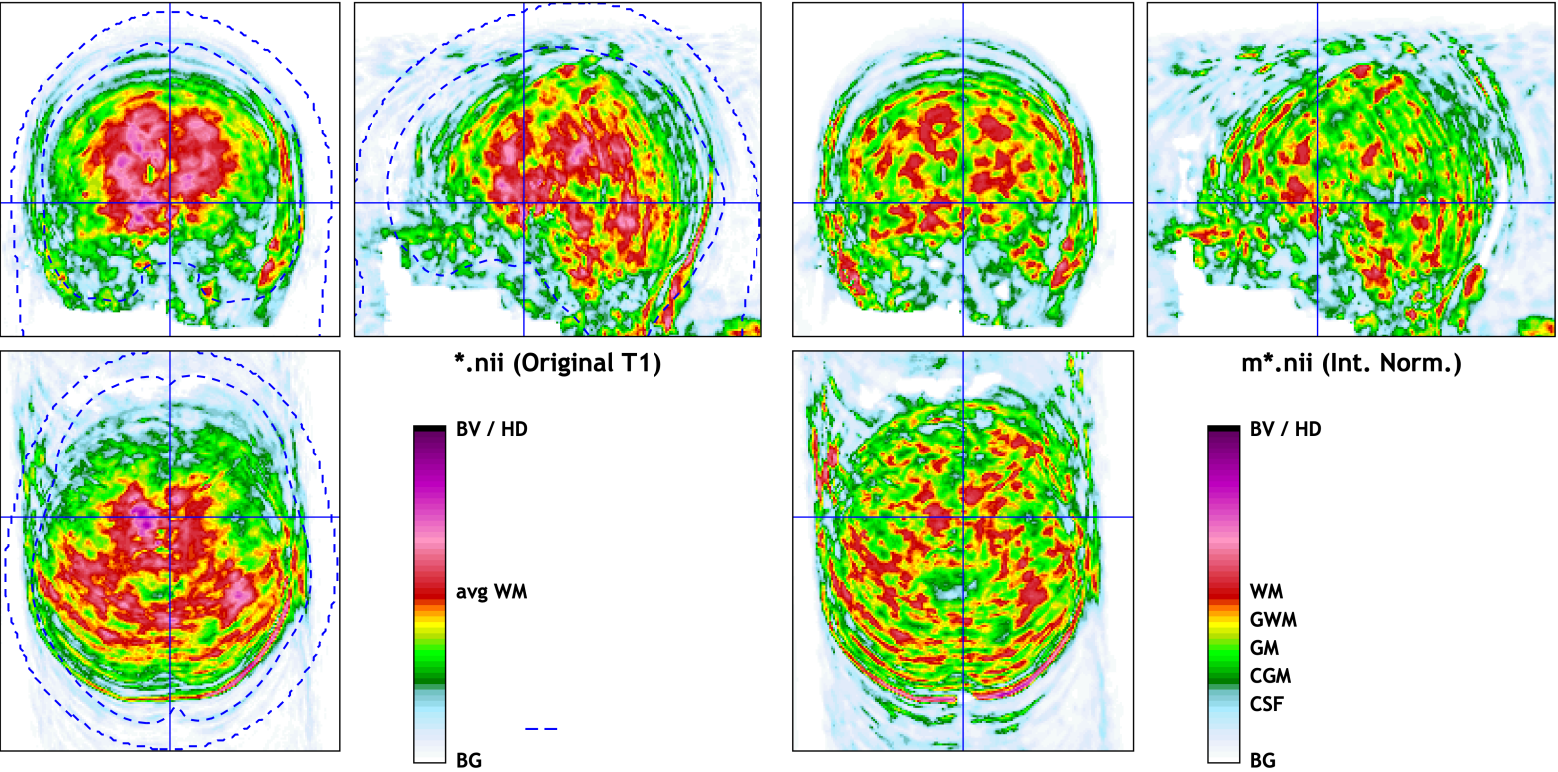 *.nii (Original T1)
BV / HD
avg WM
BG
m*.nii (Int. Norm.)
BV / HD
WM
GWM
GM
CGM
CSF
BG